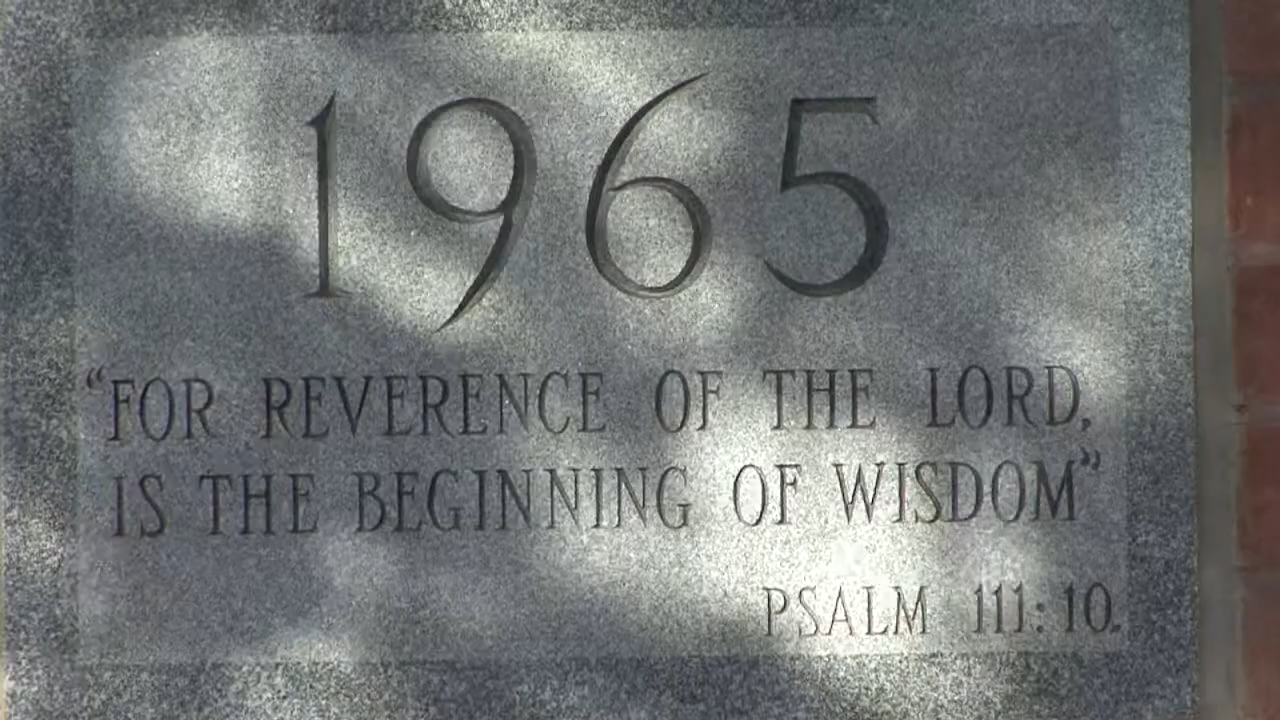 1965
“FOR REVERENCE OF THE LORD,
IS THE BEGINNING OF WISDOM”
PSALM 111:10.